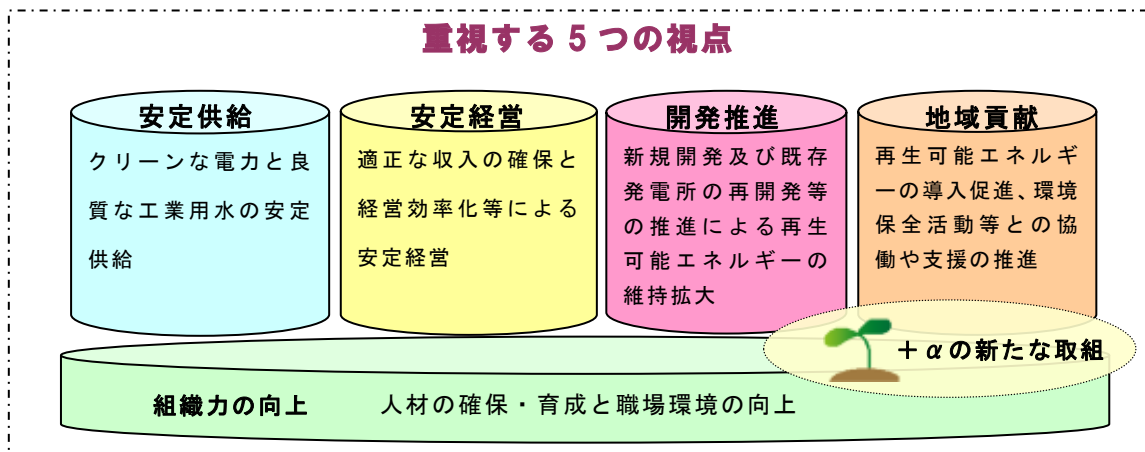 重視する5つの視点
安定供給
クリーンな電力と良
質な工業用水の安定
供給
安定経営
適正な収入の確保と
経営効率化等による
安定経営
開発推進
新規開発及び既存
発電所の再開発等
の推進による再生
可能エネルギーの
維持拡大
地域貢献
再生可能エネルギ
ーの導入促進、環境
保全活動等との協
働や支援の推進
＋αの新たな取組
組織力の向上 人材の確保・育成と職場環境の向上